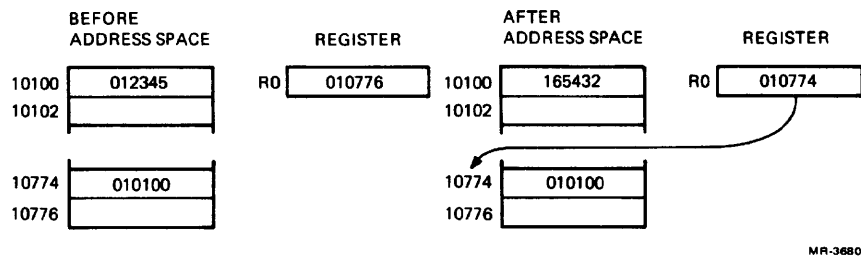 BEFORE
ADDRESS SPACE REGISTER
AFTER
ADDRESS SPACE REGISTER
10100 012345 R0 010776 10100 165432 R0 010774
10102 10102
10774 010100 10774 010100
10776 10776
MR-3680